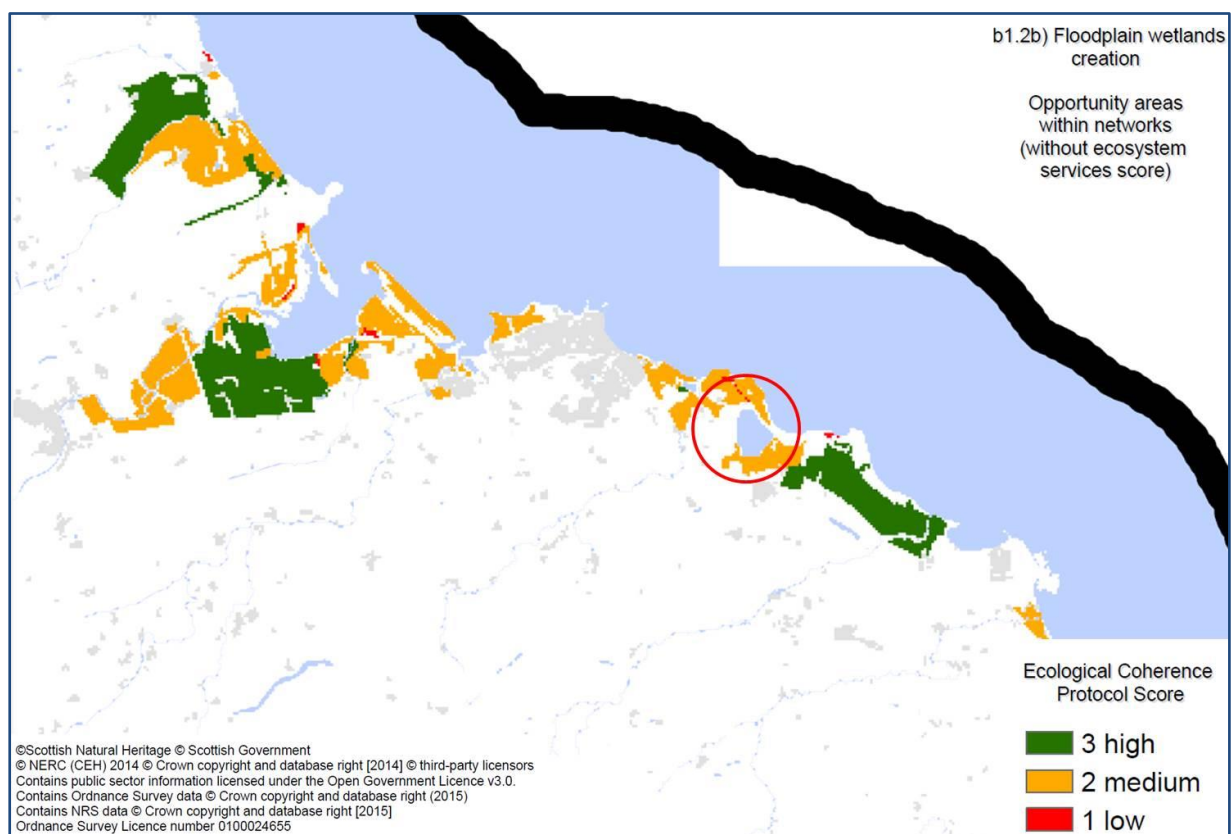 b1.2b) Floodplain wetlands
creation
Opportunity areas
within networks
(without ecosystem
services score)
Ecological Coherence
Protocol Score
3 high
2 medium
1 low
©Scottish Natural Heritage © Scottish Government
© NERC (CEH) 2014 © Crown copyright and database right [2014] © third-party licensors
Contains public sector information licensed under the Open Government Licence v3.0.
Contains Ordnance Survey data © Crown copyright and database right (2015)
Contains NRS data © Crown copyright and database right [2015]
Ordnance Survey Licence number 0100024655